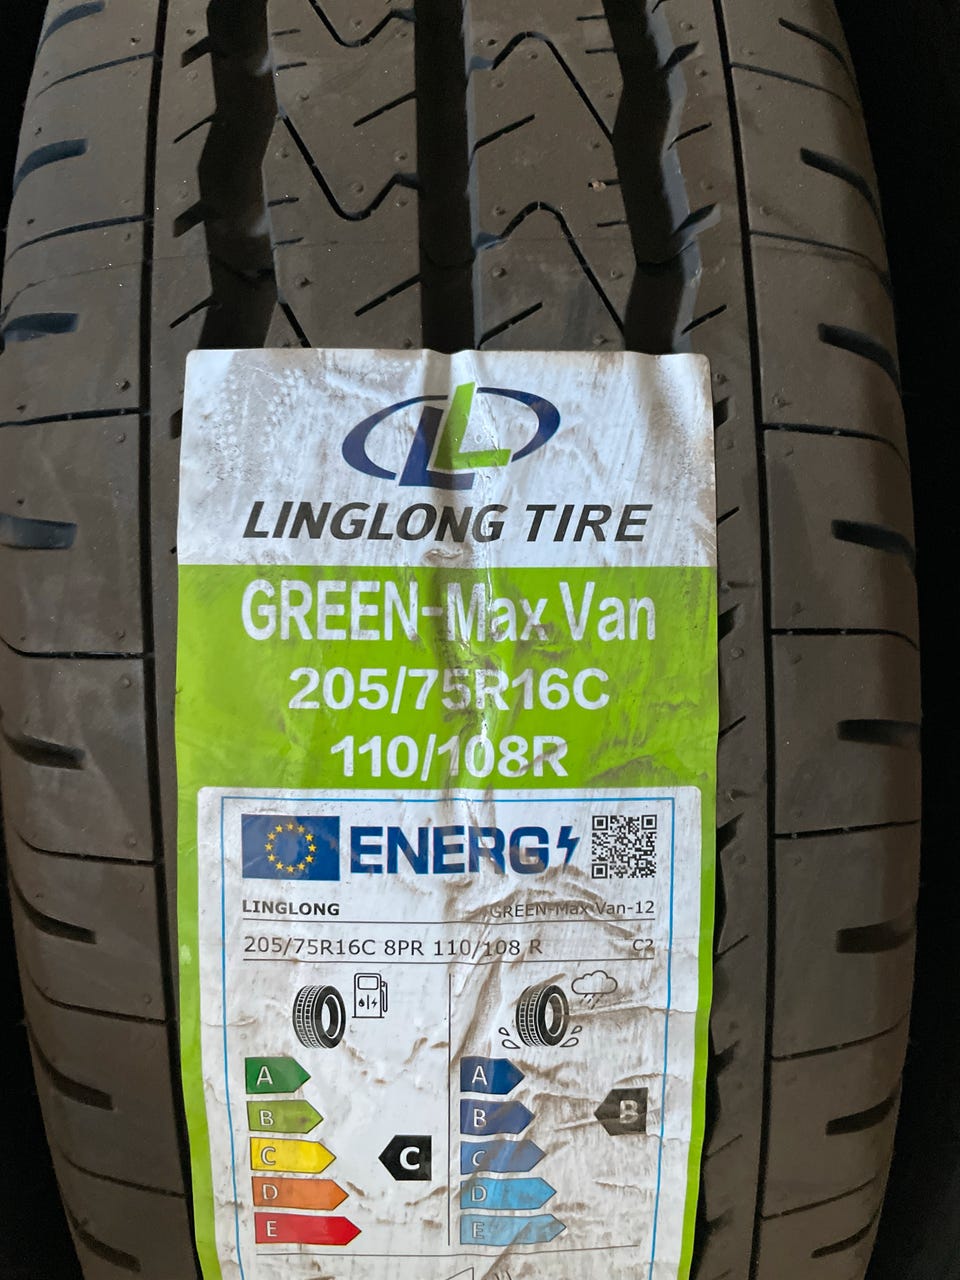 LINGLONG TIRE
GREEN-Max Van
205/75R16C
110/108R
ENERG
LINGLONG GREEN-Max Van-12
205/75R16C 8PR 110/108 R C2
A A
B B B
C C C
D D
E E